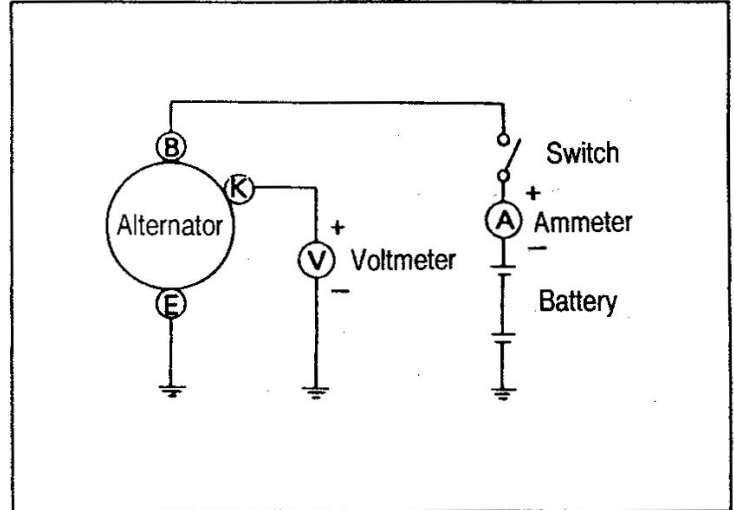 B
Switch
K
+
Alternator
+
A
Ammeter
V
Voltmeter
−
−
E
Battery